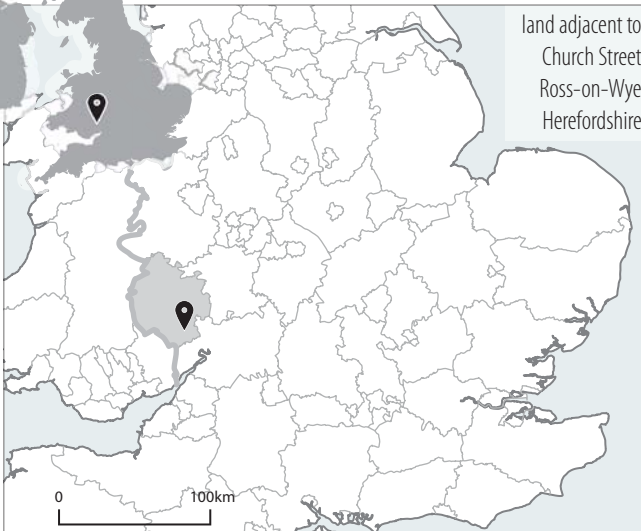 land adjacent to
Church Street
Ross-on-Wye
Herefordshire
0 100km